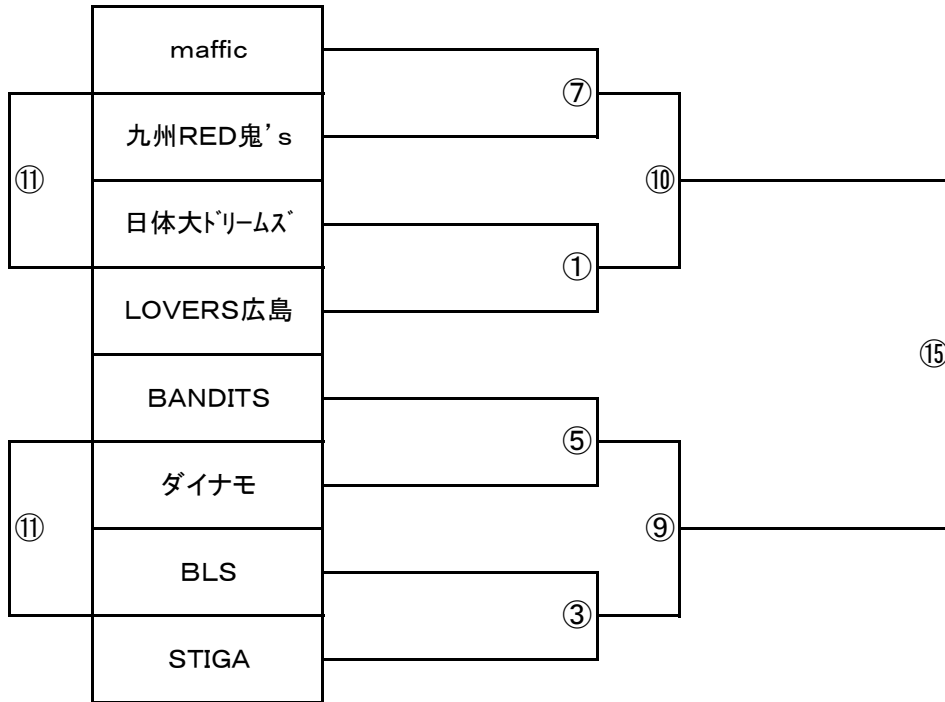 maffic
⑦
九州RED鬼’s
⑪
⑩
日体大ﾄﾞﾘｰﾑｽﾞ
①
LOVERS広島
⑮
BANDITS
⑤
ダイナモ
⑪
⑨
BLS
③
STIGA